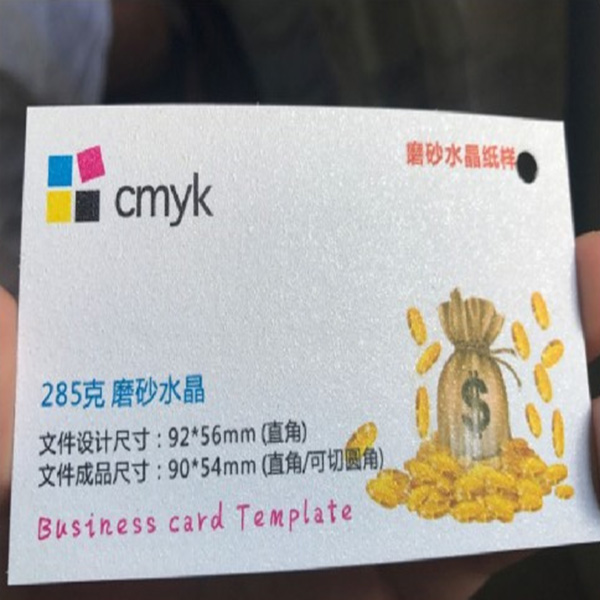 磨砂水晶纸样
cmyk
285克 磨砂水晶
文件设计尺寸：92*56mm (直角)
文件成品尺寸：90*54mm (直角/可切圆角)
Business card Template
$